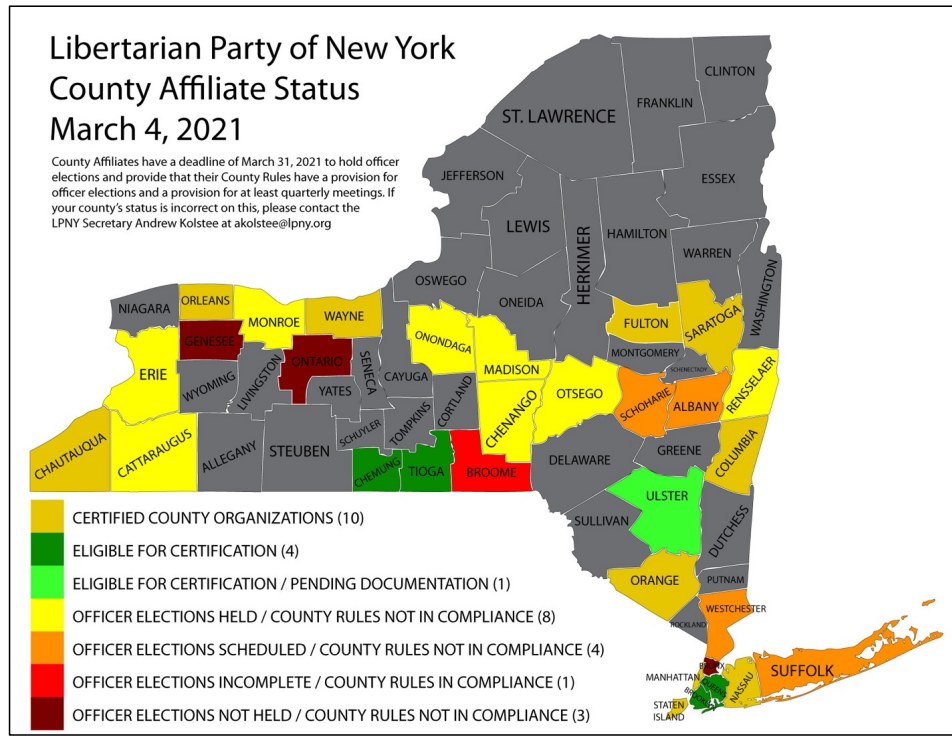 Libertarian Party of New York
County Affiliate Status
March 4, 2021
County Affiliates have a deadline of March 31, 2021 to hold officer
elections and provide that their County Rules have a provision for
officer elections and a provision for at least quarterly meetings. If
your county's status is incorrect on this, please contact the
LPNY Secretary Andrew Kolstee at akolstee@lpny.org
CLINTON
FRANKLIN
ST. LAWRENCE
JEFFERSON
ESSEX
LEWIS
HERKIMER
HAMILTON
WARREN
WASHINGTON
OSWEGO
ONEIDA
NIAGARA
ORLEANS
MONROE
WAYNE
FULTON
SARATOGA
GENESEE
ONTARIO
SENECA
ONONDAGA
MADISON
MONTGOMERY
SCHENECTADY
ERIE
WYOMING
LIVINGSTON
YATES
CAYUGA
CORTLAND
CHENANGO
OTSEGO
SCHOHARIE
ALBANY
RENSSELAER
CHAUTAUQUA
CATTARAUGUS
ALLEGANY
STEUBEN
SCHUYLER
TOMPKINS
CHEMUNG
TIOGA
BROOME
DELAWARE
GREENE
COLUMBIA
ULSTER
SULLIVAN
DUTCHESS
ORANGE
PUTNAM
ROCKLAND
WESTCHESTER
BRONX
MANHATTAN
QUEENS
BROOKLYN
NASSAU
SUFFOLK
STATEN
ISLAND
CERTIFIED COUNTY ORGANIZATIONS (10)
ELIGIBLE FOR CERTIFICATION (4)
ELIGIBLE FOR CERTIFICATION / PENDING DOCUMENTATION (1)
OFFICER ELECTIONS HELD / COUNTY RULES NOT IN COMPLIANCE (8)
OFFICER ELECTIONS SCHEDULED / COUNTY RULES NOT IN COMPLIANCE (4)
OFFICER ELECTIONS INCOMPLETE / COUNTY RULES IN COMPLIANCE (1)
OFFICER ELECTIONS NOT HELD / COUNTY RULES NOT IN COMPLIANCE (3)